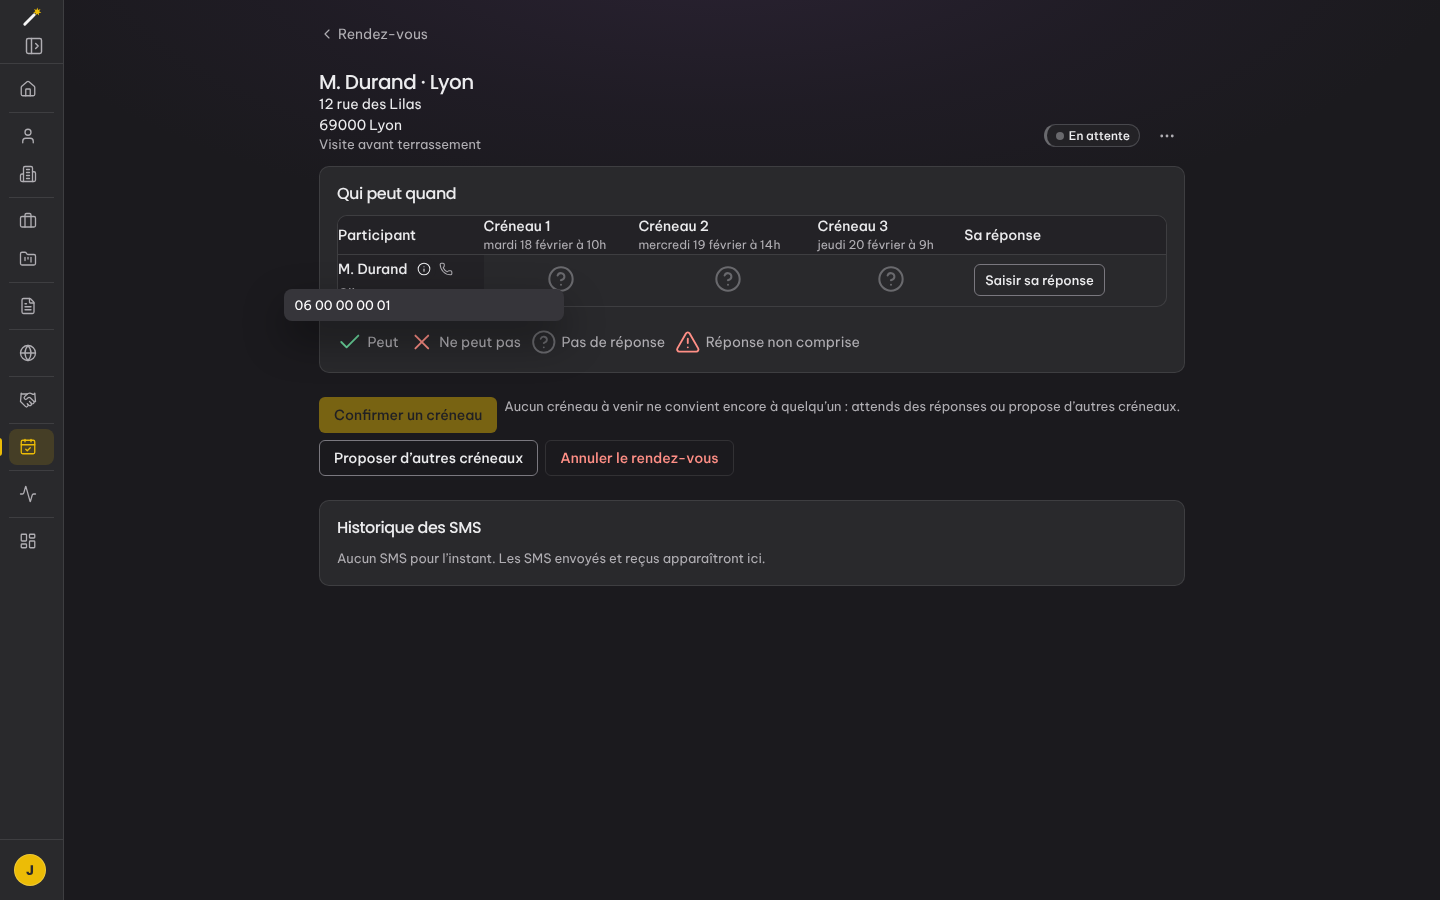 Rendez-vous
M. Durand · Lyon
12 rue des Lilas
69000 Lyon
Visite avant terrassement
En attente
Qui peut quand
Participant
Créneau 1
mardi 18 février à 10h
Créneau 2
mercredi 19 février à 14h
Créneau 3
jeudi 20 février à 9h
Sa réponse
M. Durand
Saisir sa réponse
06 00 00 00 01
Peut
Ne peut pas
Pas de réponse
Réponse non comprise
Confirmer un créneau
Aucun créneau à venir ne convient encore à quelqu’un : attends des réponses ou propose d’autres créneaux.
Proposer d’autres créneaux
Annuler le rendez-vous
Historique des SMS
Aucun SMS pour l’instant. Les SMS envoyés et reçus apparaîtront ici.
J